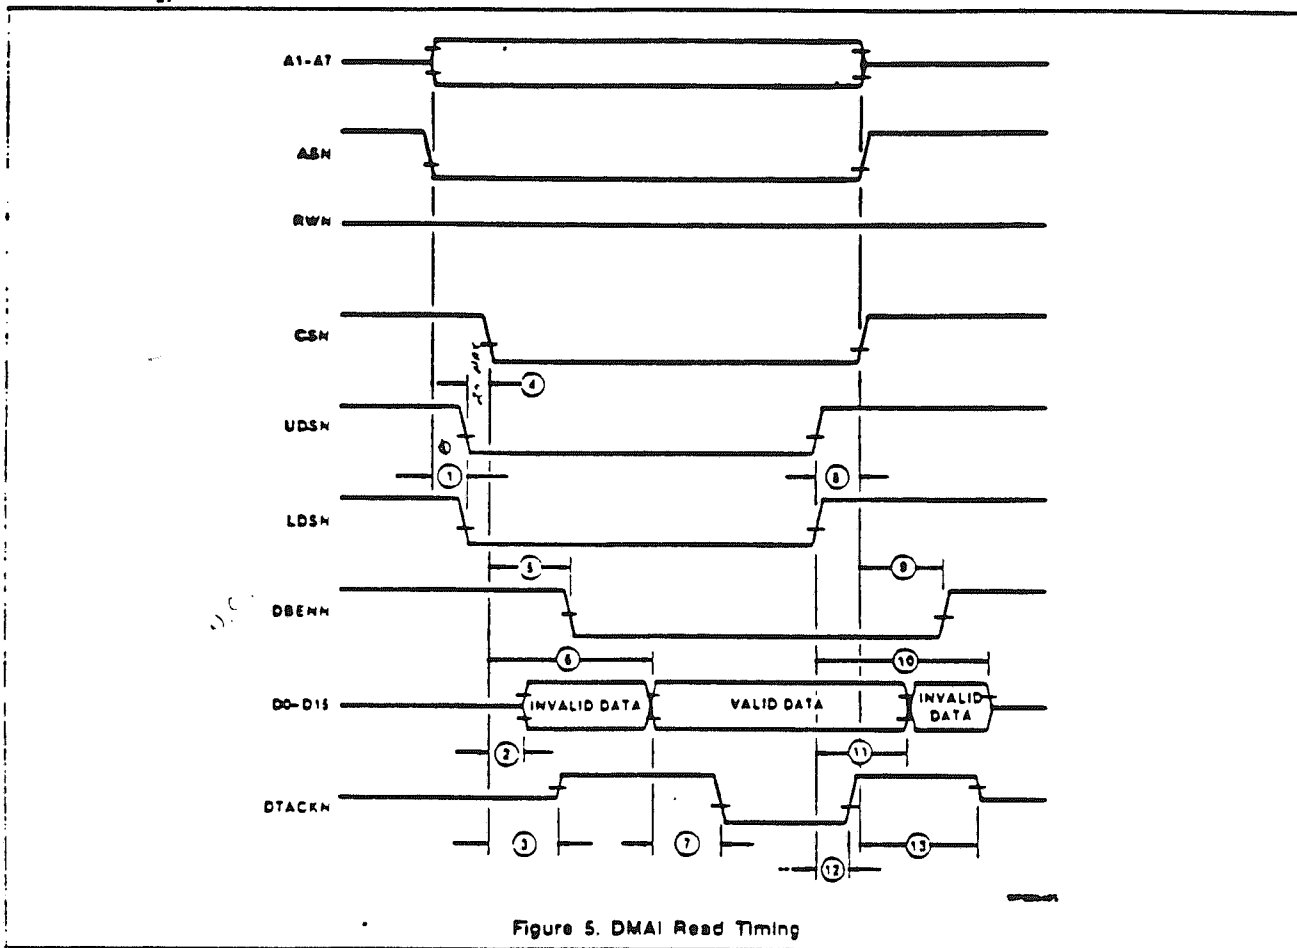 A1-A7
ASN
RWN
CSN
4
UDSN
1
8
LDSN
5
9
DBENN
6
10
D0-D15
INVALID DATA
VALID DATA
INVALID
DATA
2
11
DTACKN
3
7
12
13
Figure 5. DMAI Read Timing